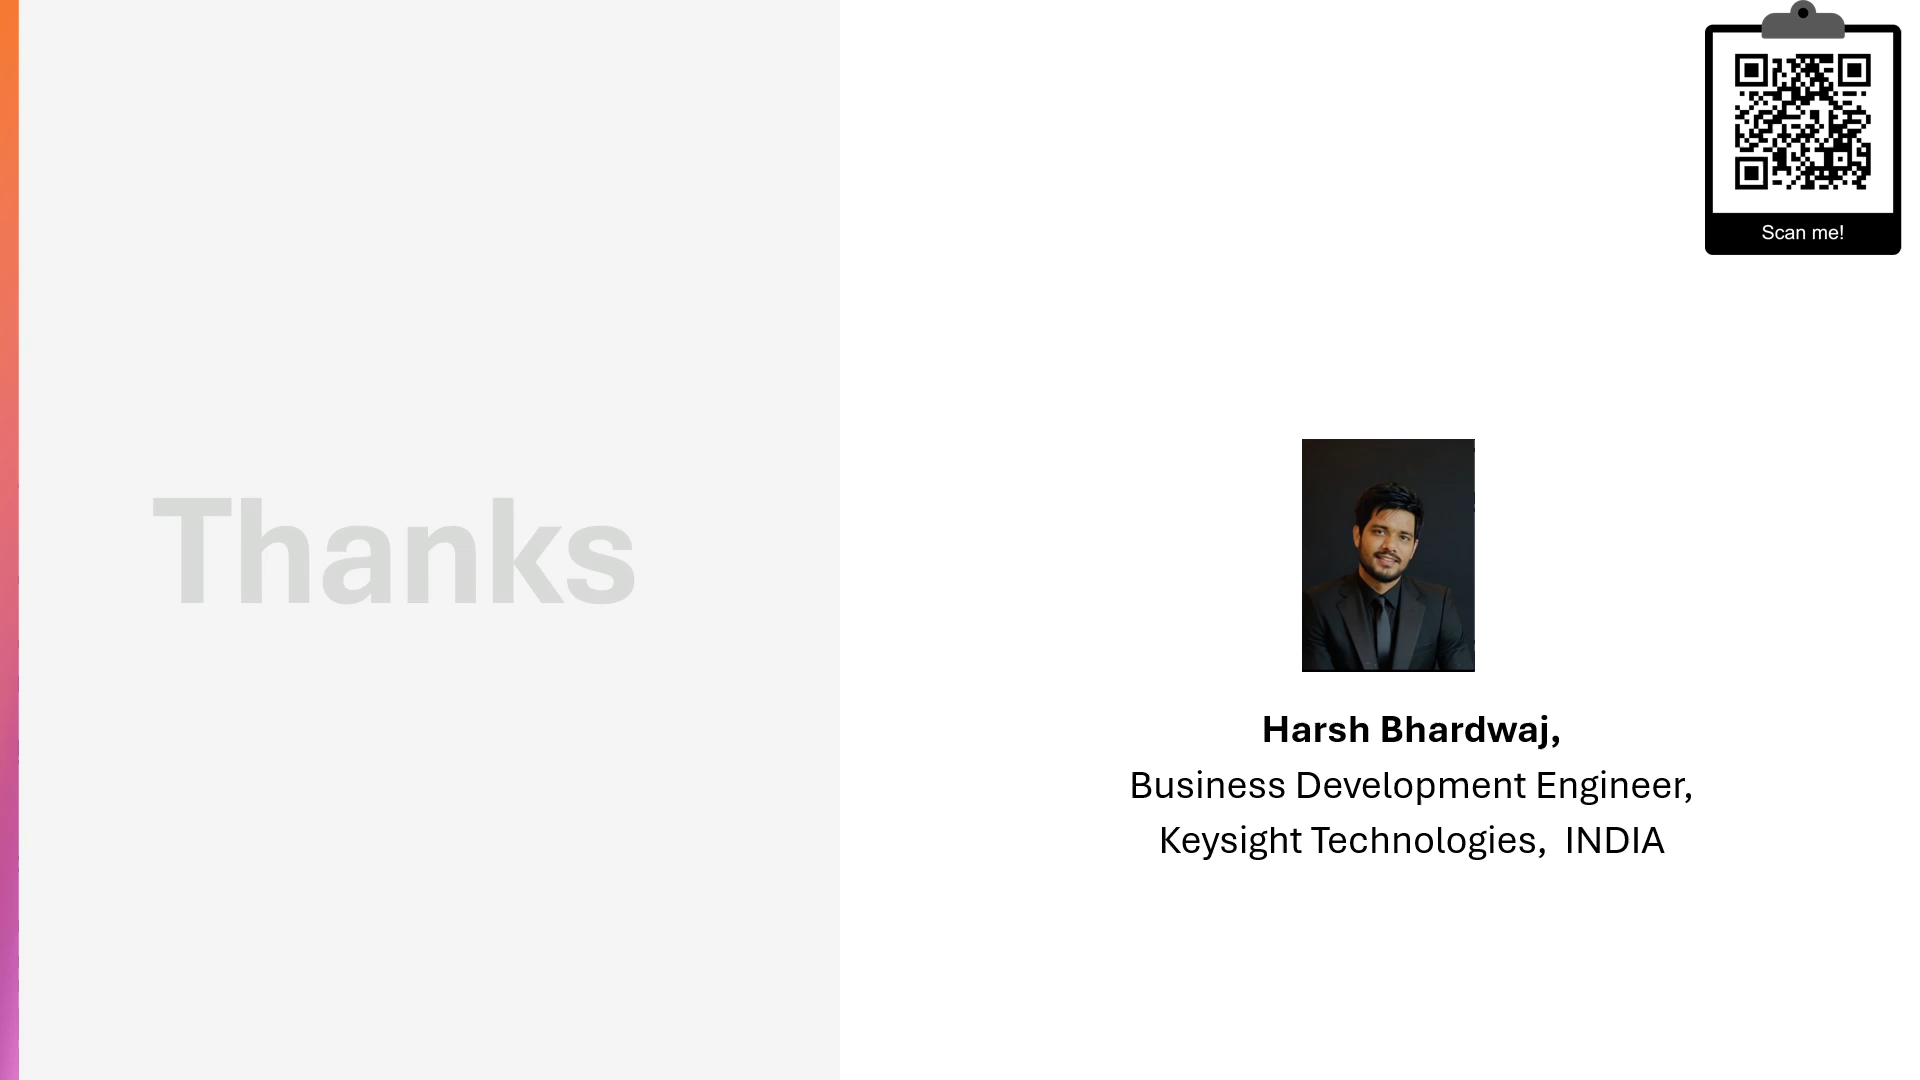 Scan me!
Thanks
Harsh Bhardwaj,
Business Development Engineer,
Keysight Technologies,  INDIA